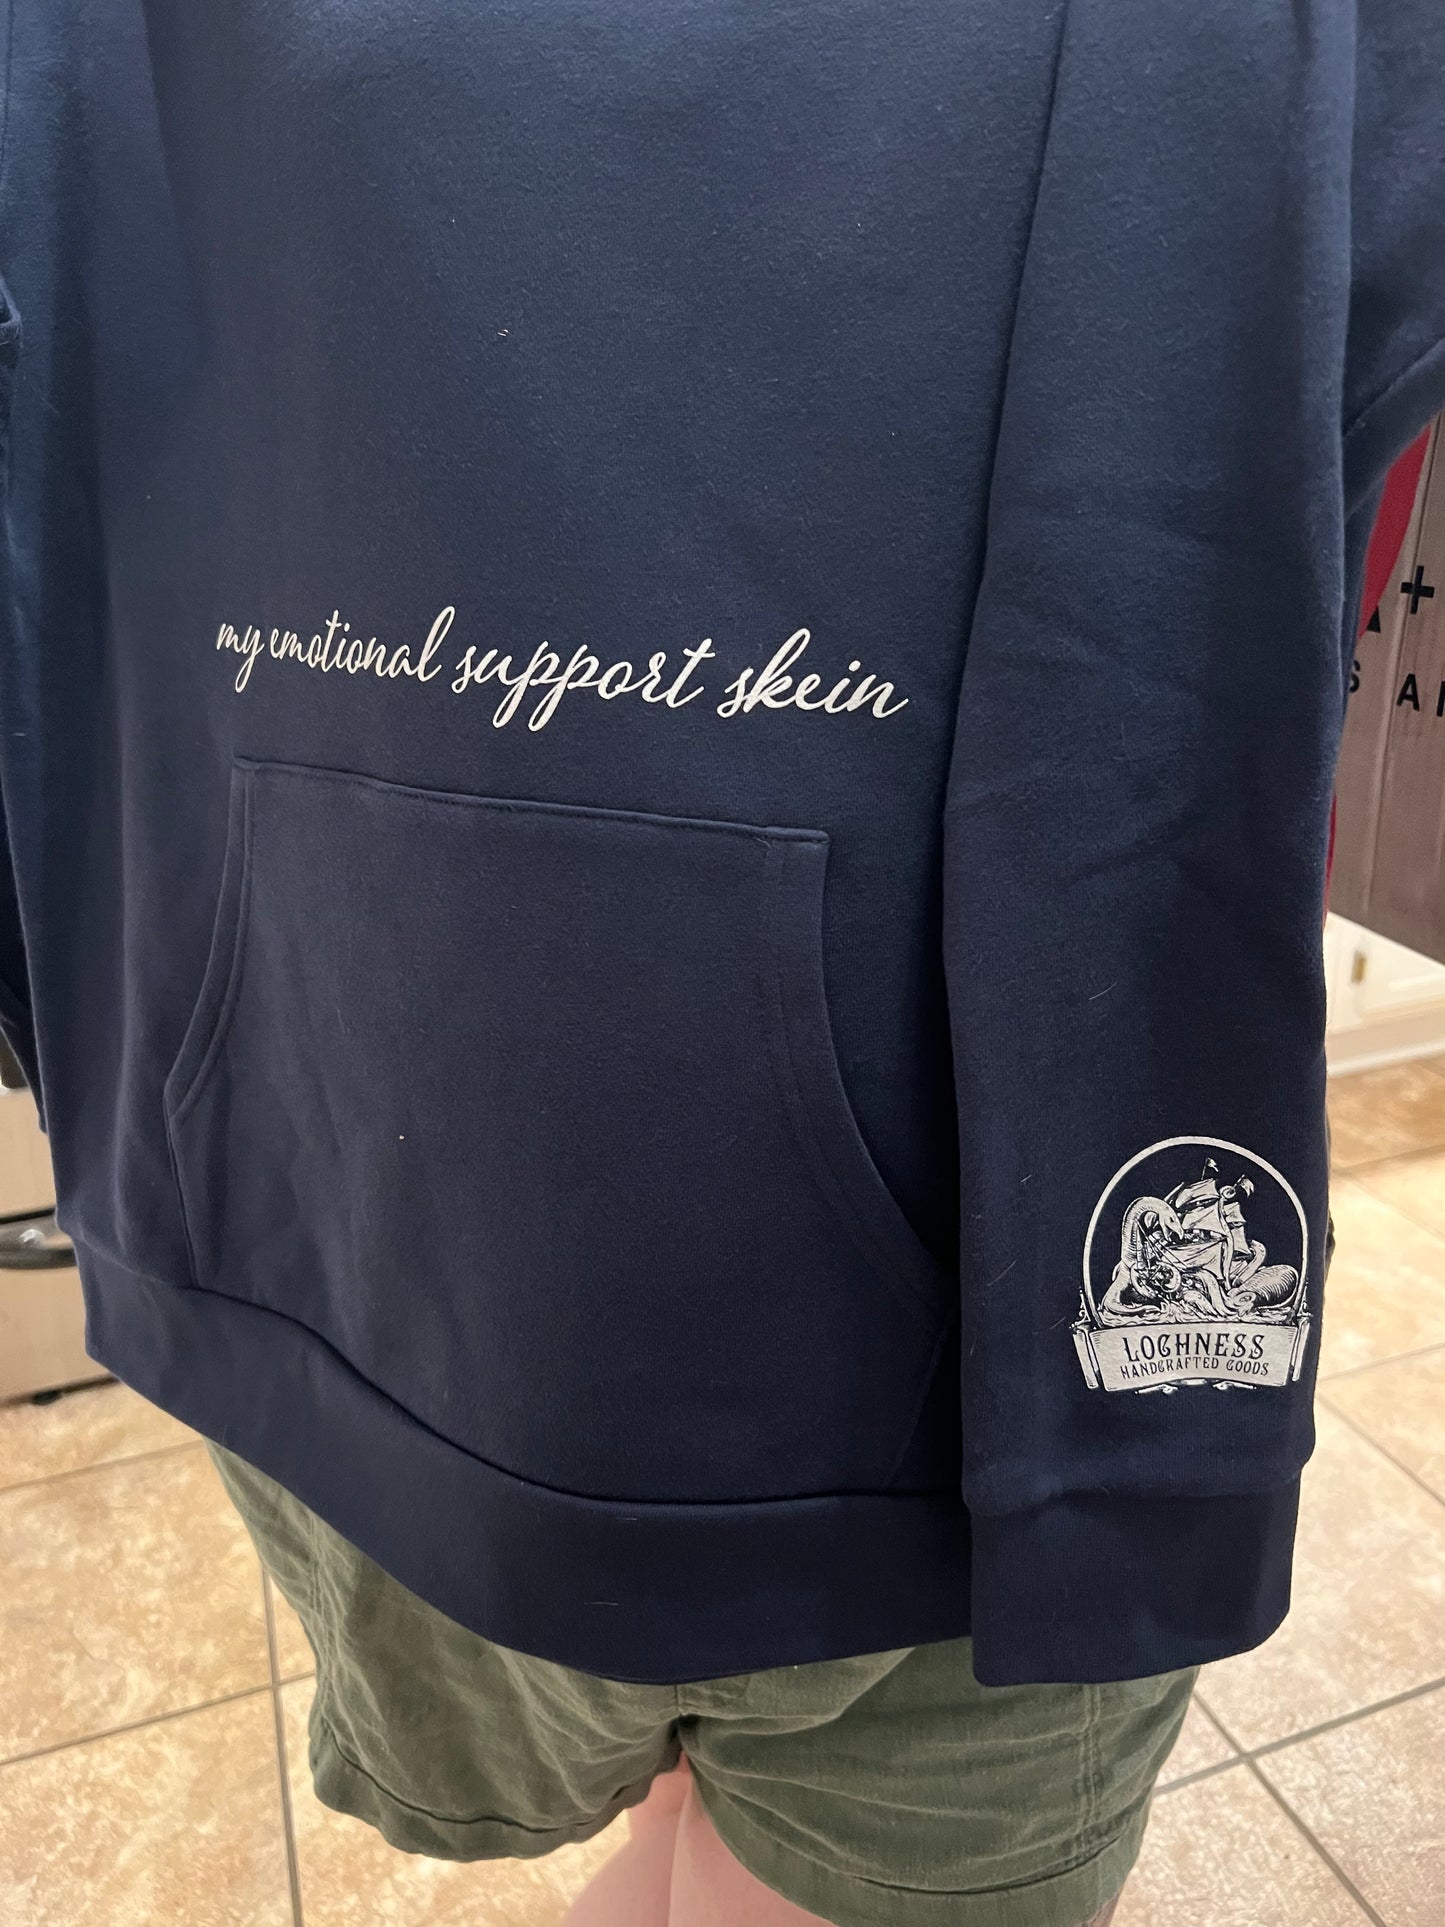 my emotional support skein
LOCHNESS
HANDCRAFTED GOODS